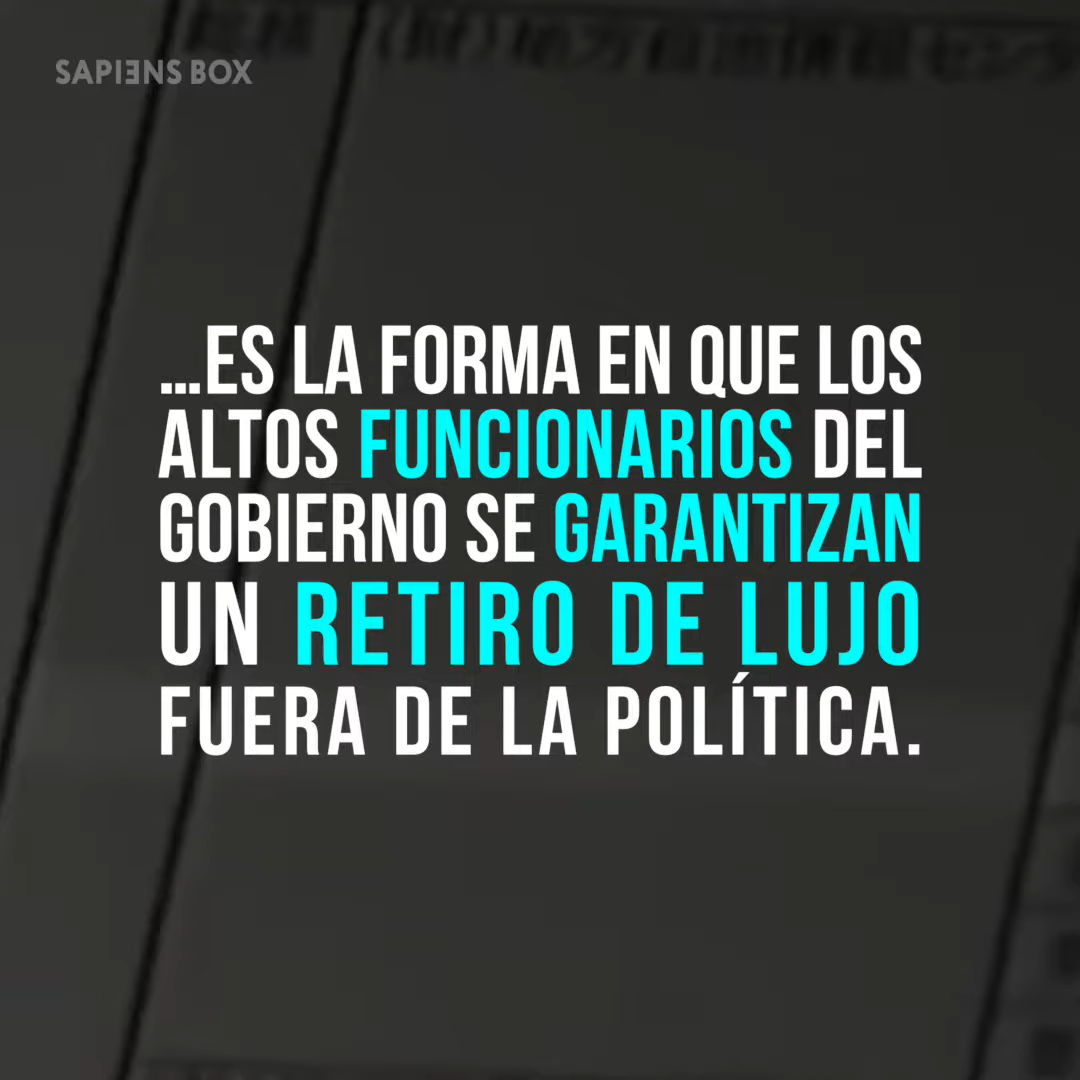 SAPIENS BOX
...ES LA FORMA EN QUE LOS
ALTOS FUNCIONARIOS DEL
GOBIERNO SE GARANTIZAN
UN RETIRO DE LUJO
FUERA DE LA POLÍTICA.